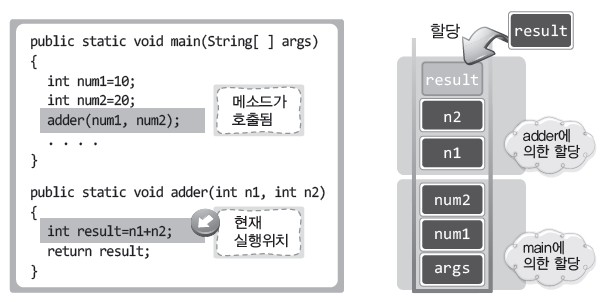 public static void main(String[ ] args)
{
int num1=10;
int num2=20;
adder(num1, num2);
. . . .
}
메소드가
호출됨
public static void adder(int n1, int n2)
{
int result=n1+n2;
return result;
}
현재
실행위치
할당
result
result
n2
n1
adder에
의한 할당
num2
num1
args
main에
의한 할당